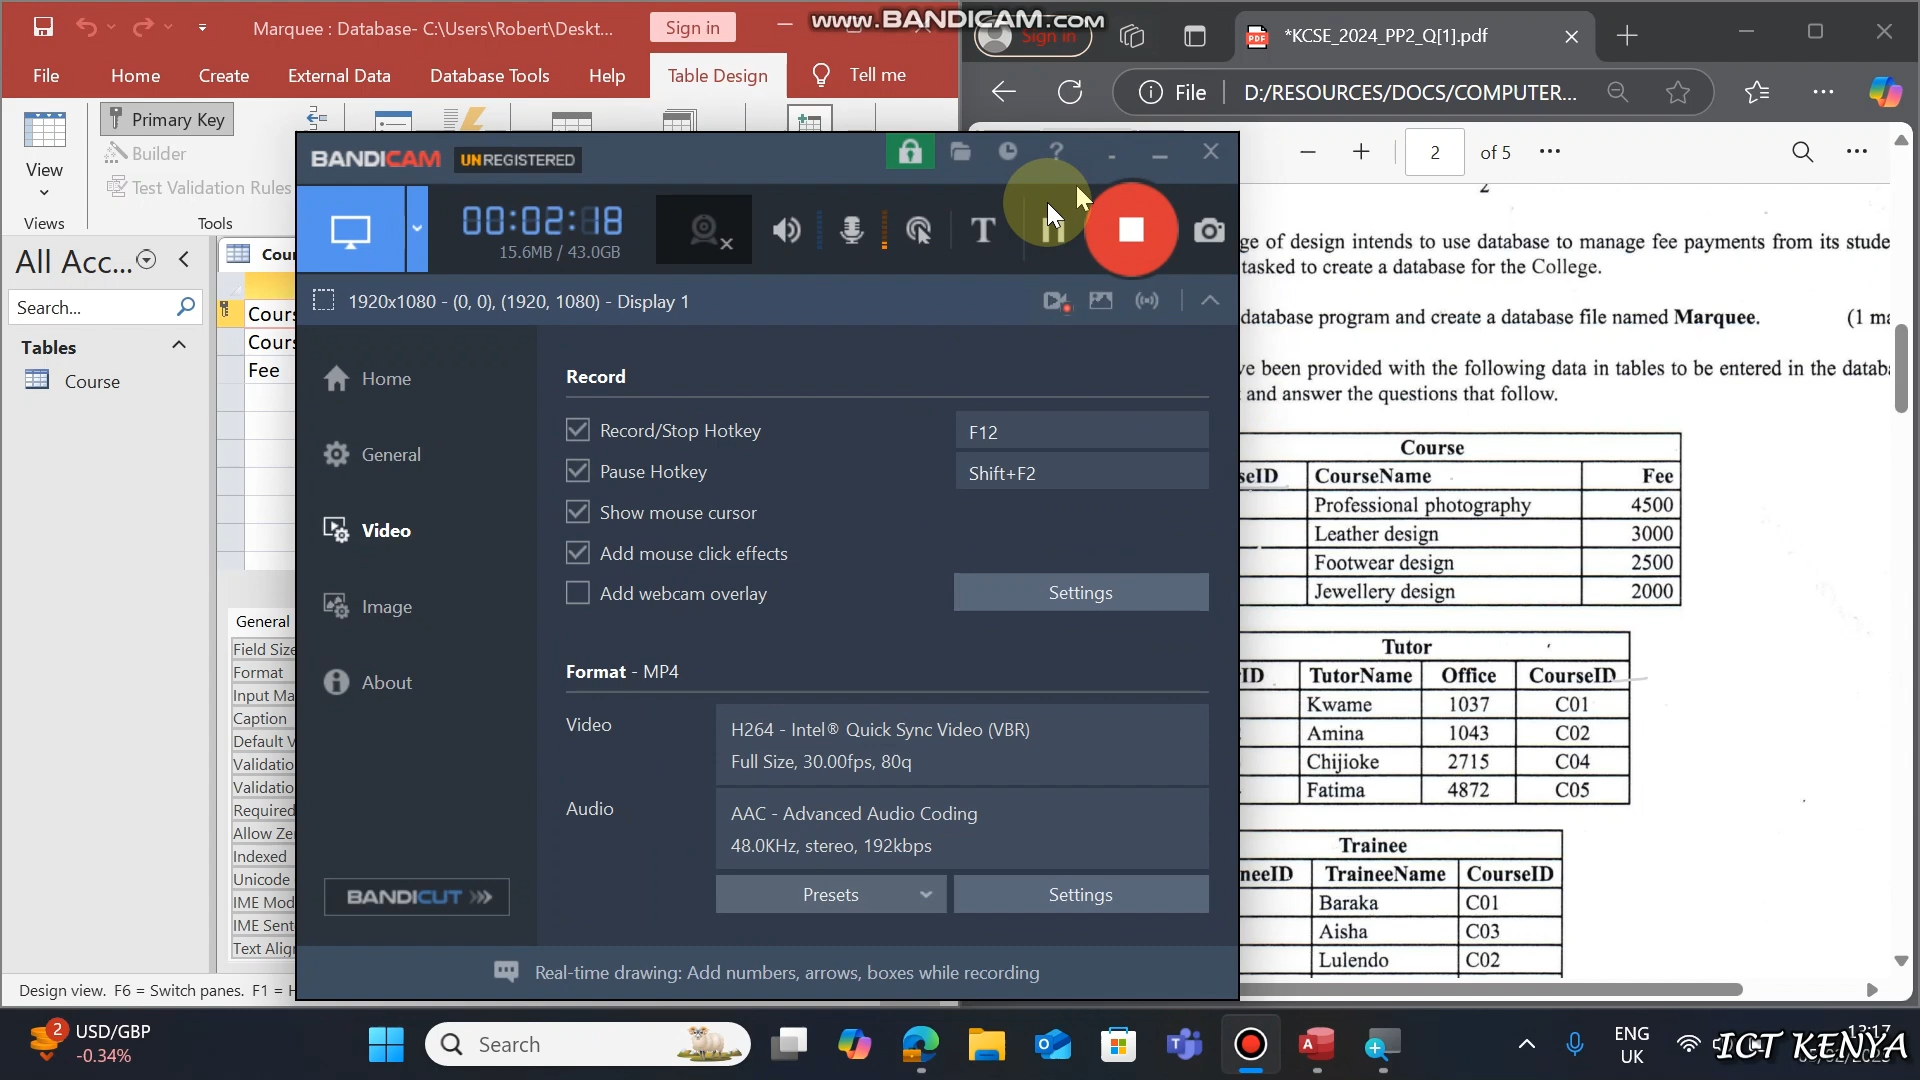 Marquee : Database- C:\Users\Robert\Deskt...
Sign in
www.BANDICAM.com
Sign in
*KCSE_2024_PP2_Q[1].pdf
File
Home
Create
External Data
Database Tools
Help
Table Design
Tell me
File
D:/RESOURCES/DOCS/COMPUTER...
View
Primary Key
Builder
Test Validation Rules
Views
Tools
2
of 5
All Acc...
Search...
Tables
Course
Cour
Cour
Cour
Fee
General
Field Size
Format
Input Ma
Caption
Default V
Validatio
Validatio
Required
Allow Ze
Indexed
Unicode
IME Mod
IME Sent
Text Alig
Design view. F6 = Switch panes. F1 = H
BANDICAM
UNREGISTERED
00:02:18
15.6MB / 43.0GB
1920x1080 - (0, 0), (1920, 1080) - Display 1
Home
General
Video
Image
About
BANDICUT
Record
Record/Stop Hotkey
F12
Pause Hotkey
Shift+F2
Show mouse cursor
Add mouse click effects
Add webcam overlay
Settings
Format - MP4
Video
H264 - Intel® Quick Sync Video (VBR)
Full Size, 30.00fps, 80q
Audio
AAC - Advanced Audio Coding
48.0KHz, stereo, 192kbps
Presets
Settings
Real-time drawing: Add numbers, arrows, boxes while recording
ge of design intends to use database to manage fee payments from its stude
tasked to create a database for the College.
database program and create a database file named Marquee. (1 ma
ve been provided with the following data in tables to be entered in the databa
and answer the questions that follow.
Course
seID CourseName Fee
Professional photography 4500
Leather design 3000
Footwear design 2500
Jewellery design 2000
Tutor
ID TutorName Office CourseID
Kwame 1037 C01
Amina 1043 C02
Chijioke 2715 C04
Fatima 4872 C05
Trainee
neeID TraineeName CourseID
Baraka C01
Aisha C03
Lulendo C02
2
USD/GBP
-0.34%
Search
ENG
UK
ICT KENYA